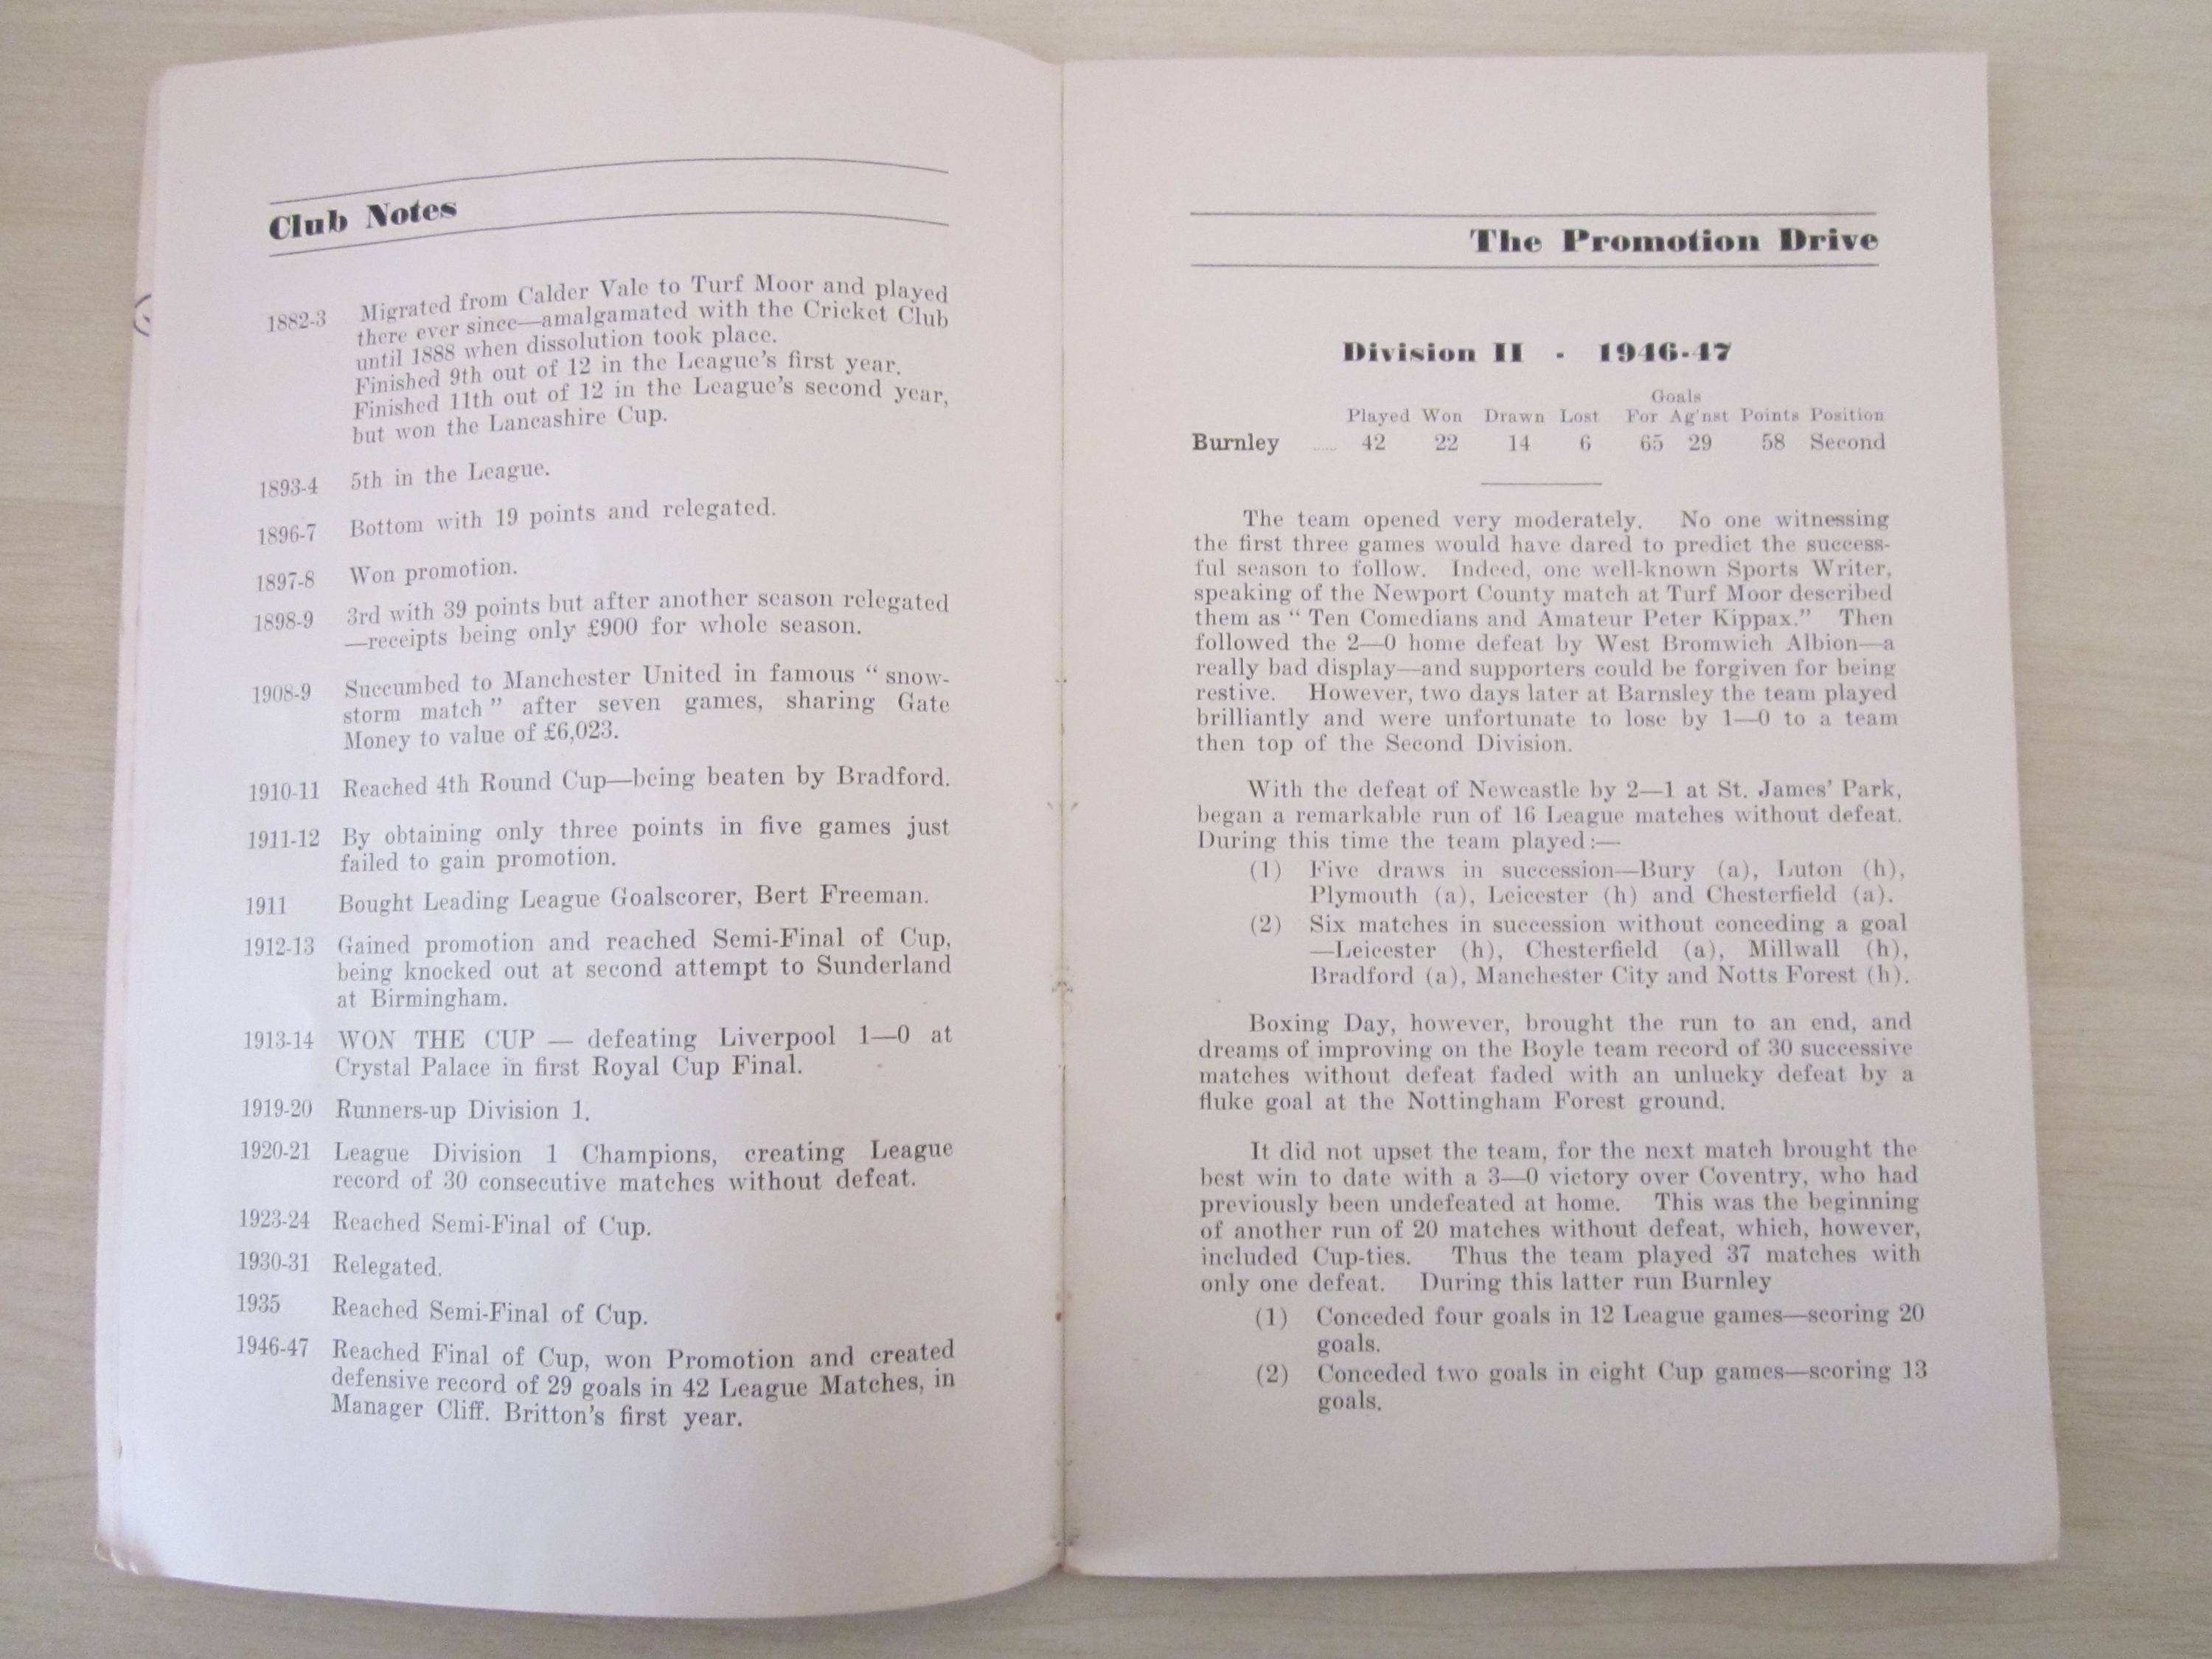 Club Notes
1882-3 Migrated from Calder Vale to Turf Moor and played
there ever since—amalgamated with the Cricket Club
until 1888 when dissolution took place.
Finished 9th out of 12 in the League's first year.
Finished 11th out of 12 in the League's second year,
but won the Lancashire Cup.
1893-4 5th in the League.
1896-7 Bottom with 19 points and relegated.
1897-8 Won promotion.
1898-9 3rd with 39 points but after another season relegated
—receipts being only £900 for whole season.
1908-9 Succumbed to Manchester United in famous " snow-
storm match " after seven games, sharing Gate
Money to value of £6,023.
1910-11 Reached 4th Round Cup—being beaten by Bradford.
1911-12 By obtaining only three points in five games just
failed to gain promotion.
1911 Bought Leading League Goalscorer, Bert Freeman.
1912-13 Gained promotion and reached Semi-Final of Cup,
being knocked out at second attempt to Sunderland
at Birmingham.
1913-14 WON THE CUP — defeating Liverpool 1—0 at
Crystal Palace in first Royal Cup Final.
1919-20 Runners-up Division 1.
1920-21 League Division 1 Champions, creating League
record of 30 consecutive matches without defeat.
1923-24 Reached Semi-Final of Cup.
1930-31 Relegated.
1935 Reached Semi-Final of Cup.
1946-47 Reached Final of Cup, won Promotion and created
defensive record of 29 goals in 42 League Matches, in
Manager Cliff. Britton's first year.
The Promotion Drive
Division II - 1946-47
Goals
Played Won Drawn Lost For Ag'nst Points Position
Burnley ..... 42 22 14 6 65 29 58 Second
The team opened very moderately. No one witnessing
the first three games would have dared to predict the success-
ful season to follow. Indeed, one well-known Sports Writer,
speaking of the Newport County match at Turf Moor described
them as " Ten Comedians and Amateur Peter Kippax." Then
followed the 2—0 home defeat by West Bromwich Albion—a
really bad display—and supporters could be forgiven for being
restive. However, two days later at Barnsley the team played
brilliantly and were unfortunate to lose by 1—0 to a team
then top of the Second Division.
With the defeat of Newcastle by 2—1 at St. James' Park,
began a remarkable run of 16 League matches without defeat.
During this time the team played:—
(1) Five draws in succession—Bury (a), Luton (h),
Plymouth (a), Leicester (h) and Chesterfield (a).
(2) Six matches in succession without conceding a goal
—Leicester (h), Chesterfield (a), Millwall (h),
Bradford (a), Manchester City and Notts Forest (h).
Boxing Day, however, brought the run to an end, and
dreams of improving on the Boyle team record of 30 successive
matches without defeat faded with an unlucky defeat by a
fluke goal at the Nottingham Forest ground.
It did not upset the team, for the next match brought the
best win to date with a 3—0 victory over Coventry, who had
previously been undefeated at home. This was the beginning
of another run of 20 matches without defeat, which, however,
included Cup-ties. Thus the team played 37 matches with
only one defeat. During this latter run Burnley
(1) Conceded four goals in 12 League games—scoring 20
goals.
(2) Conceded two goals in eight Cup games—scoring 13
goals.